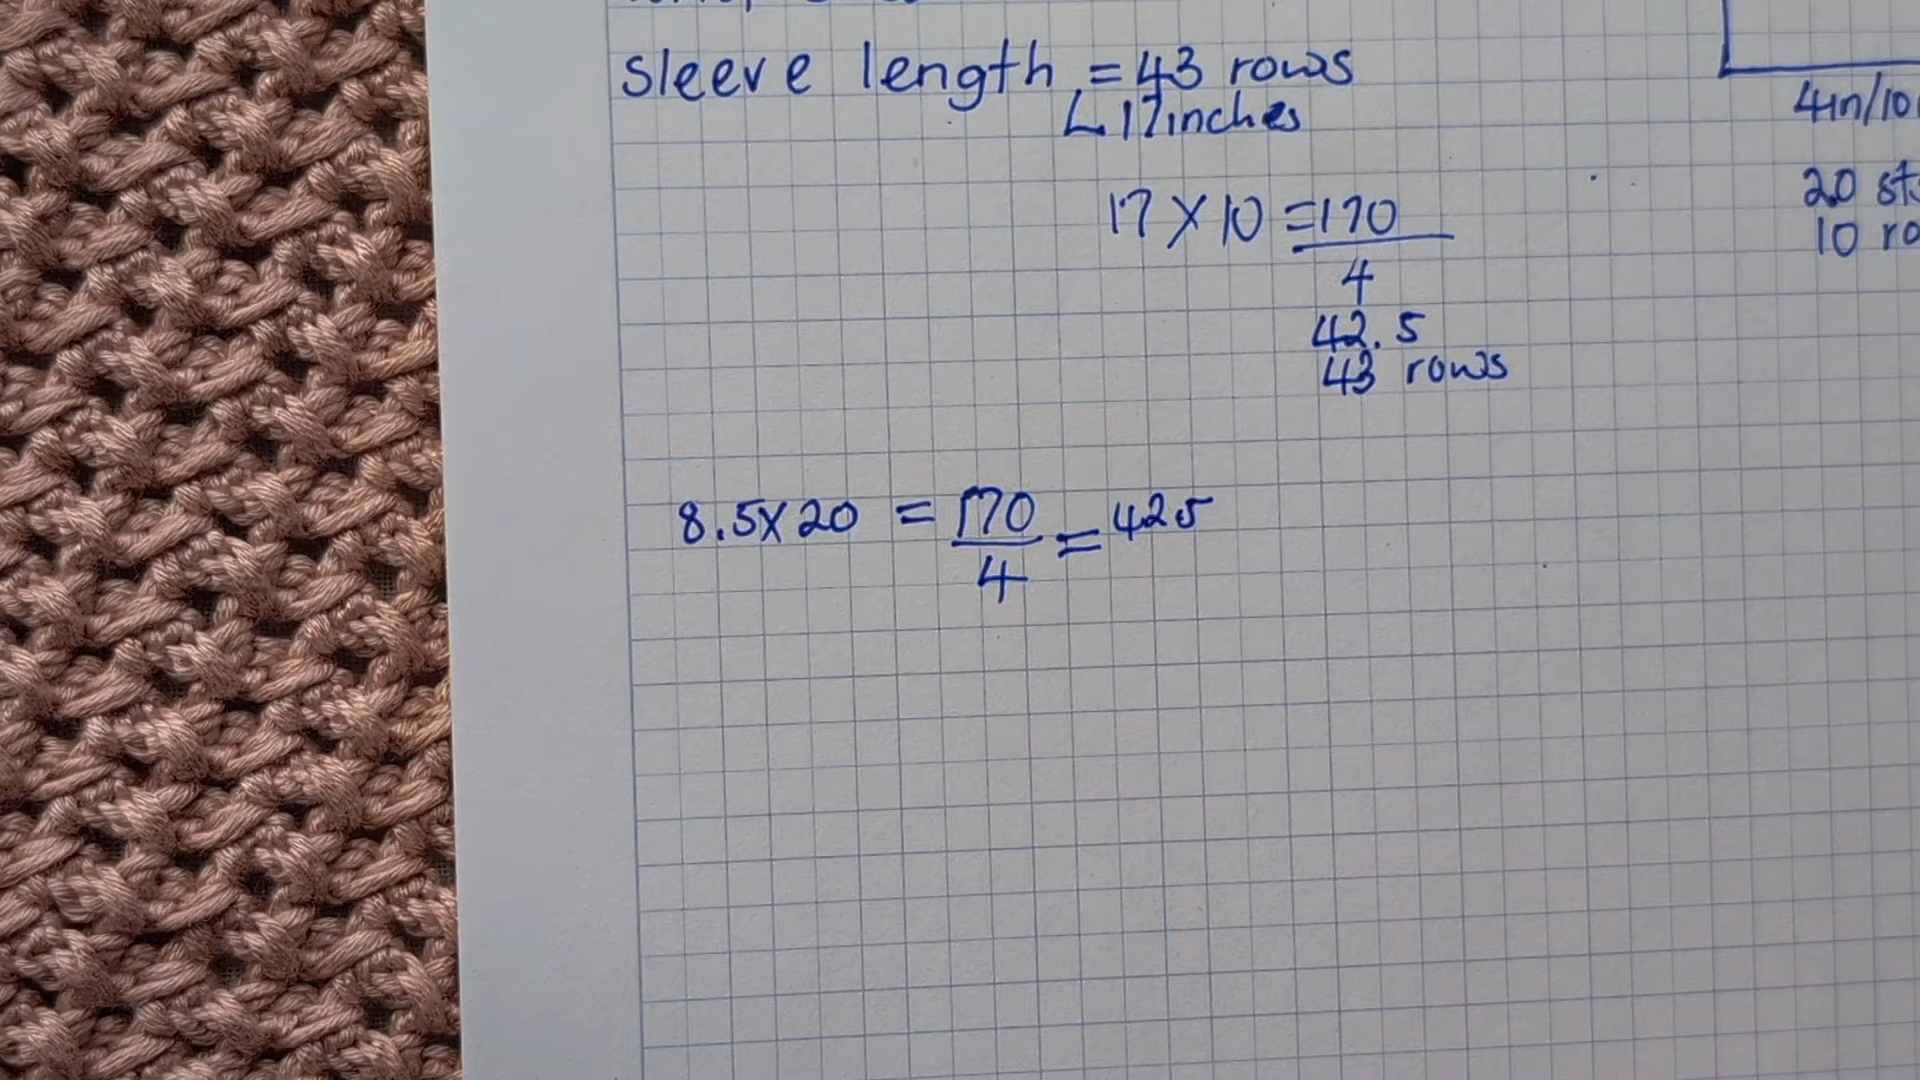 sleeve length = 43 rows
17 inches
4in/10
20 st
10 ro
17 X 10 = 170
4
42.5
43 rows
8.5 X 20 = 170 = 425
4